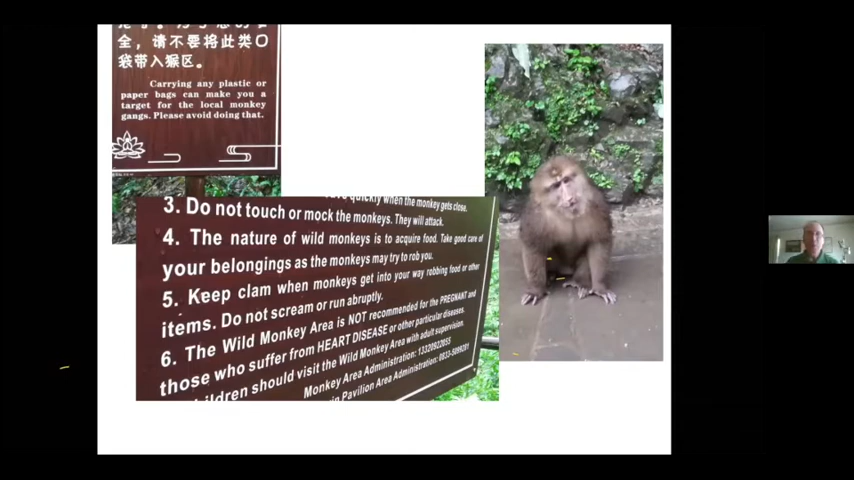 全，请不要将此类口
袋带入猴区。
Carrying any plastic or
paper bags can make you a
target for the local monkey
gangs. Please avoid doing that.
quickly when the monkey gets close.
3. Do not touch or mock the monkeys. They will attack.
4. The nature of wild monkeys is to acquire food. Take good care of
your belongings as the monkeys may try to rob you.
5. Keep clam when monkeys get into your way robbing food or other
items. Do not scream or run abruptly.
6. The Wild Monkey Area is NOT recommended for the PREGNANT and
those who suffer from HEART DISEASE or other particular diseases.
should visit the Wild Monkey Area with adult supervision.
Monkey Area Administration: 13320922655
Pavilion Area Administration: